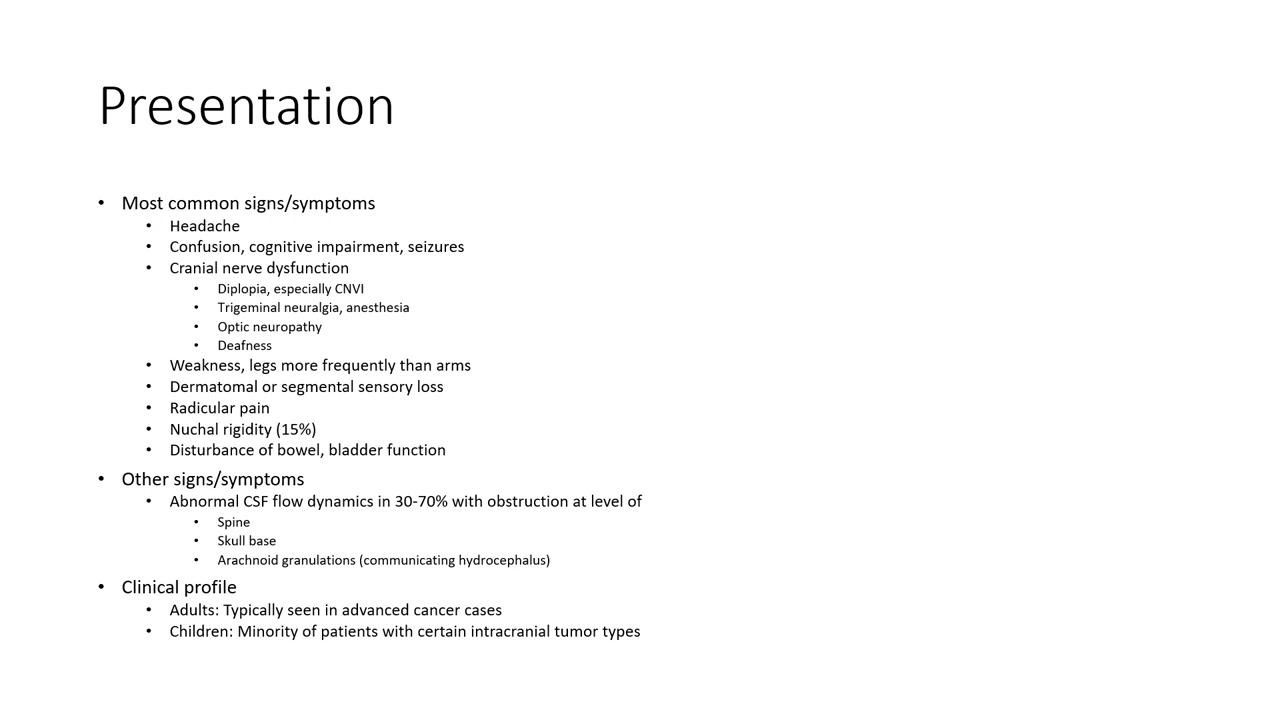 Presentation
• Most common signs/symptoms
• Headache
• Confusion, cognitive impairment, seizures
• Cranial nerve dysfunction
• Diplopia, especially CNVI
• Trigeminal neuralgia, anesthesia
• Optic neuropathy
• Deafness
• Weakness, legs more frequently than arms
• Dermatomal or segmental sensory loss
• Radicular pain
• Nuchal rigidity (15%)
• Disturbance of bowel, bladder function
• Other signs/symptoms
• Abnormal CSF flow dynamics in 30-70% with obstruction at level of
• Spine
• Skull base
• Arachnoid granulations (communicating hydrocephalus)
• Clinical profile
• Adults: Typically seen in advanced cancer cases
• Children: Minority of patients with certain intracranial tumor types